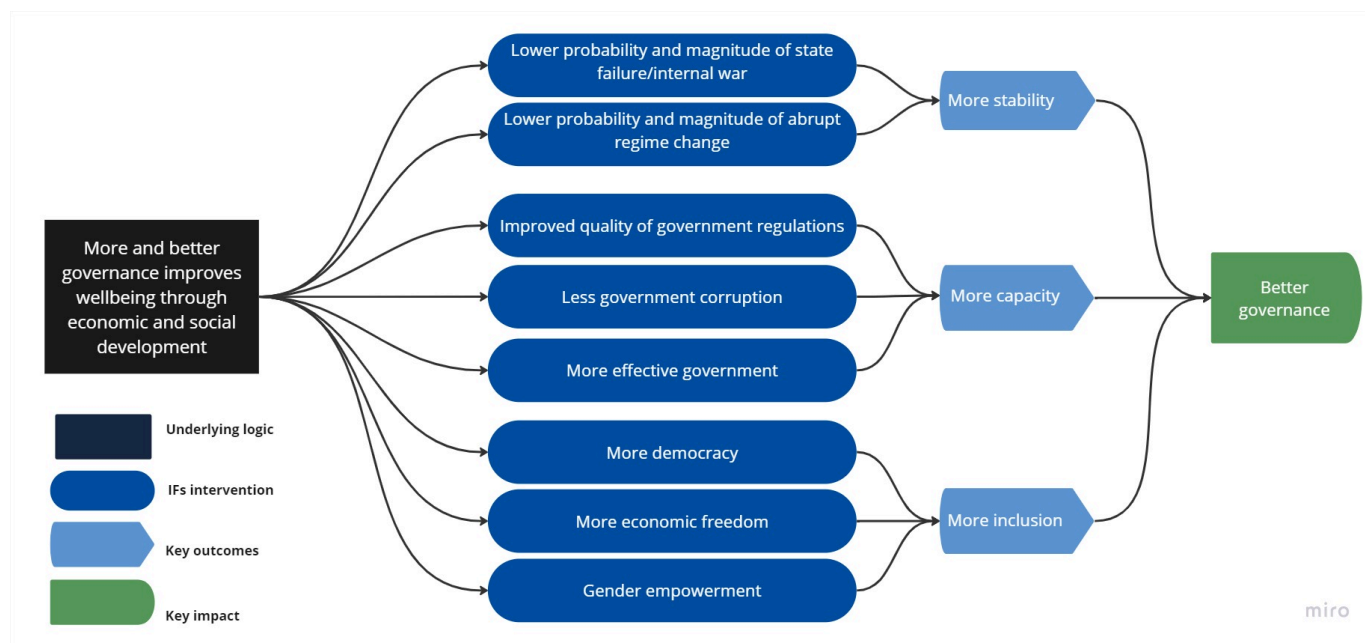 More and better
governance improves
wellbeing through
economic and social
development
Lower probability and magnitude of state
failure/internal war
Lower probability and magnitude of abrupt
regime change
Improved quality of government regulations
Less government corruption
More effective government
More democracy
More economic freedom
Gender empowerment
More stability
More capacity
More inclusion
Better
governance
Underlying logic
IFs intervention
Key outcomes
Key impact
miro